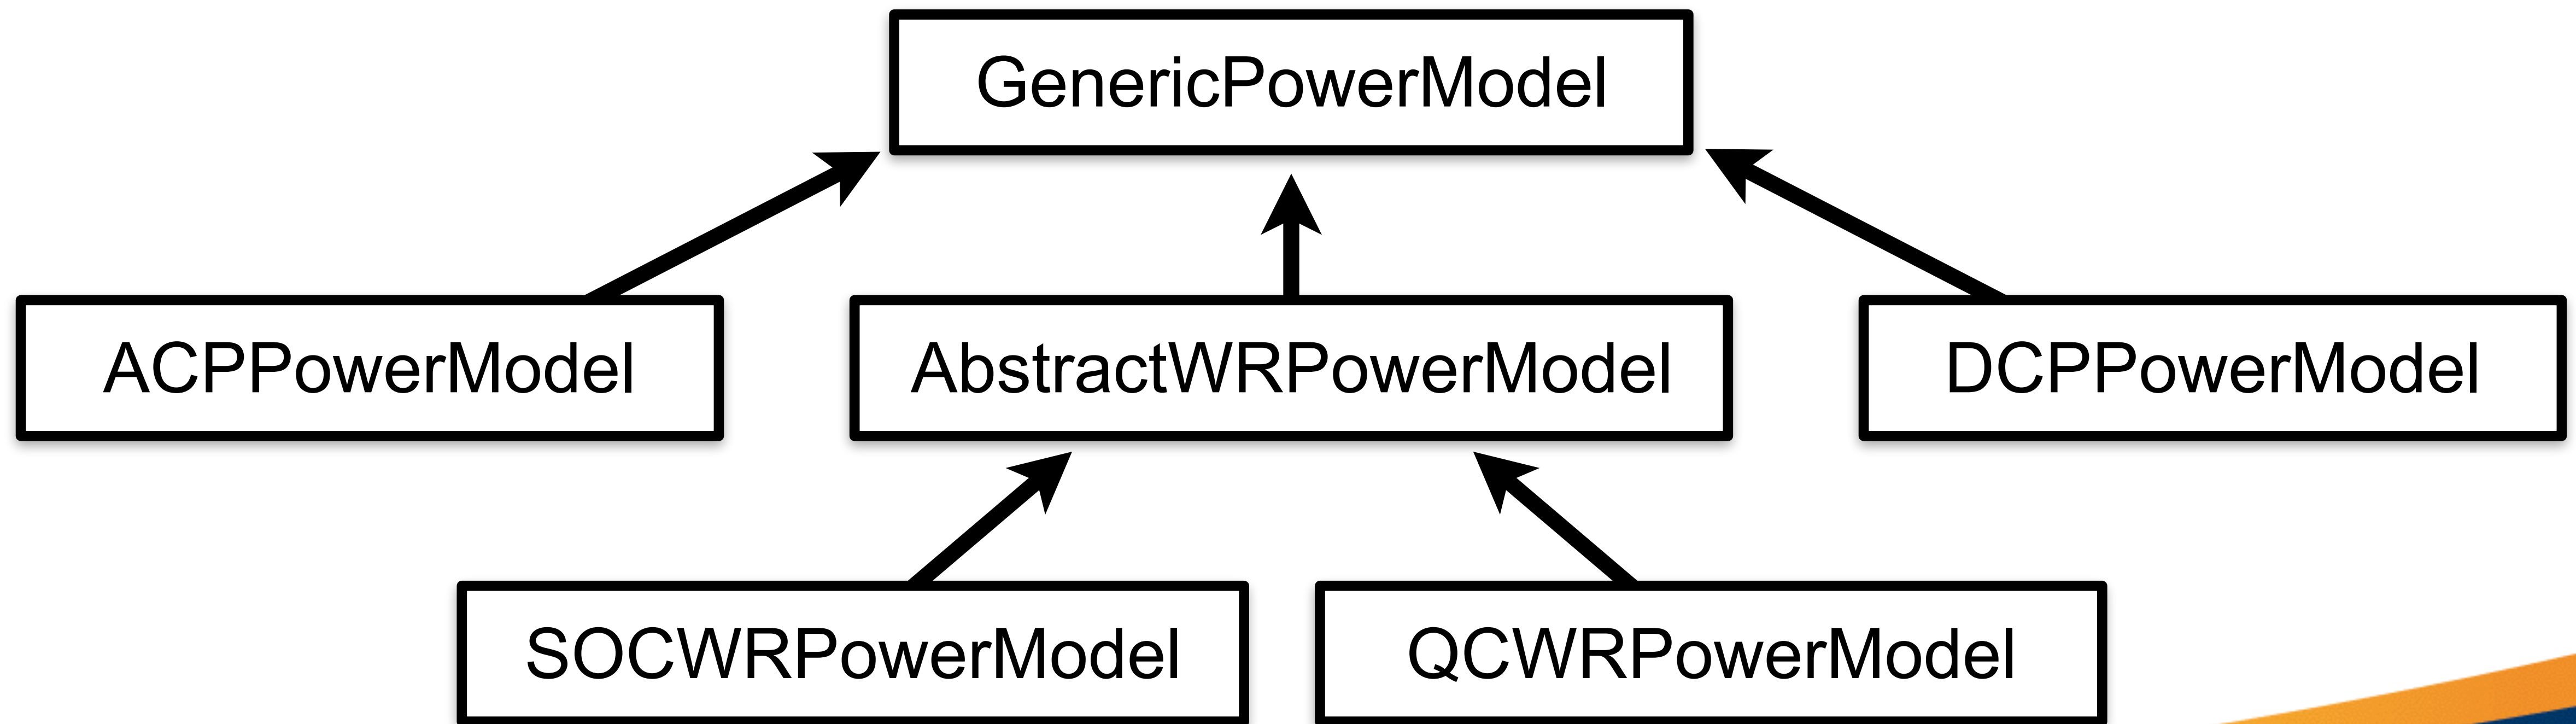 GenericPowerModel
ACPPowerModel
AbstractWRPowerModel
DCPPowerModel
SOCWRPowerModel
QCWRPowerModel